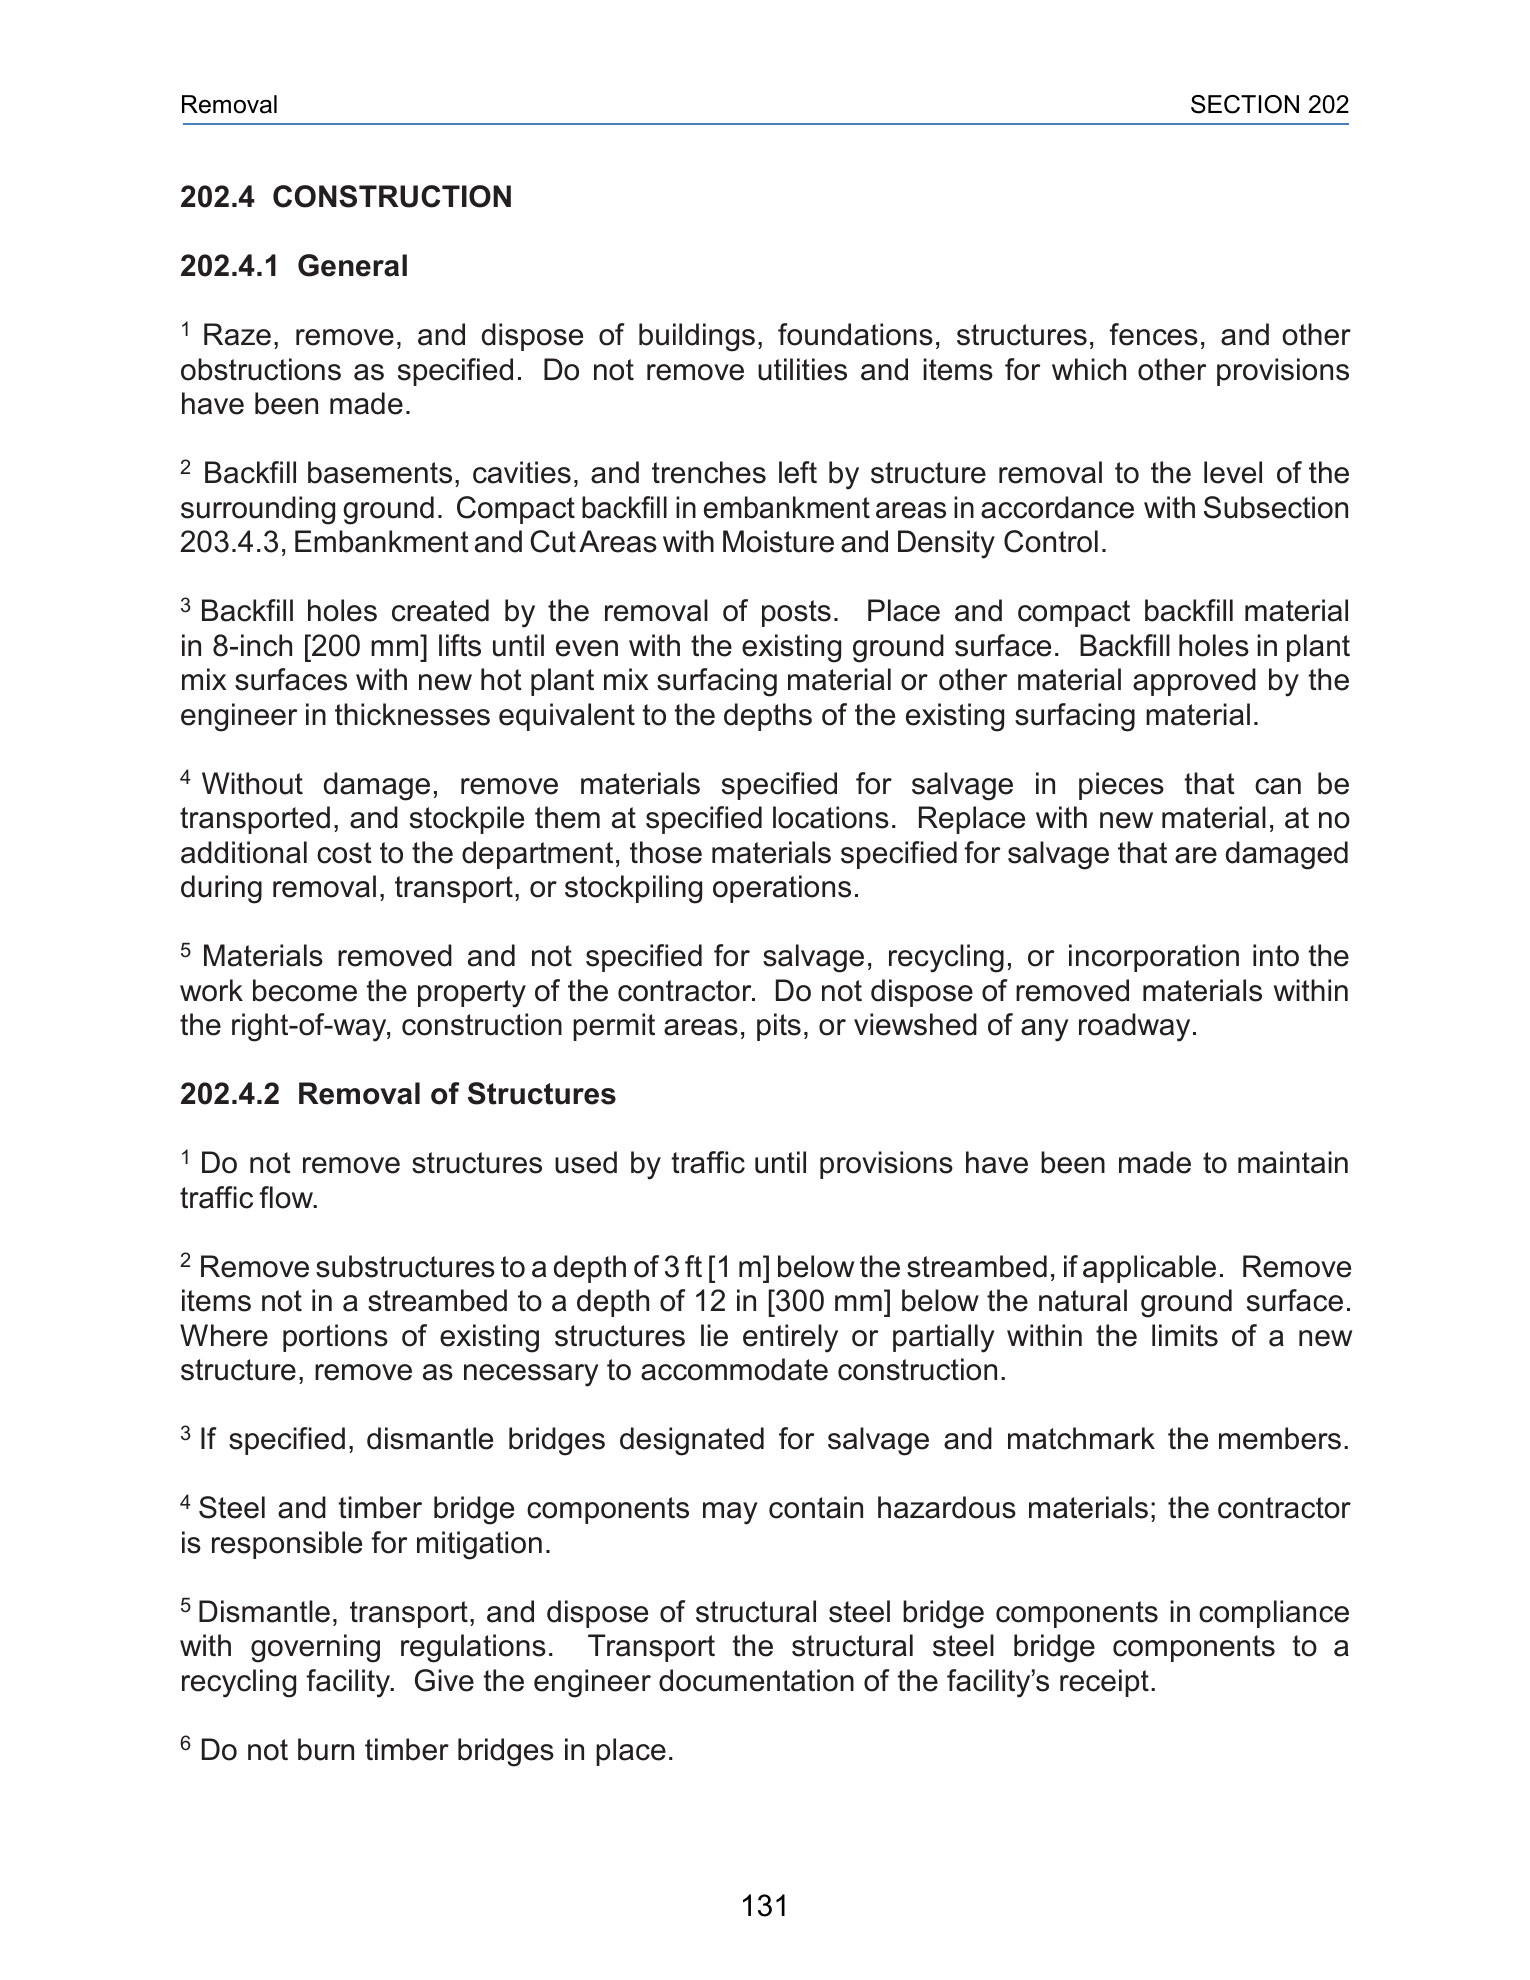 Removal SECTION 202
202.4 CONSTRUCTION
202.4.1 General
1 Raze, remove, and dispose of buildings, foundations, structures, fences, and other
obstructions as specified. Do not remove utilities and items for which other provisions
have been made.
2 Backfill basements, cavities, and trenches left by structure removal to the level of the
surrounding ground. Compact backfill in embankment areas in accordance with Subsection
203.4.3, Embankment and Cut Areas with Moisture and Density Control.
3 Backfill holes created by the removal of posts. Place and compact backfill material
in 8-inch [200 mm] lifts until even with the existing ground surface. Backfill holes in plant
mix surfaces with new hot plant mix surfacing material or other material approved by the
engineer in thicknesses equivalent to the depths of the existing surfacing material.
4 Without damage, remove materials specified for salvage in pieces that can be
transported, and stockpile them at specified locations. Replace with new material, at no
additional cost to the department, those materials specified for salvage that are damaged
during removal, transport, or stockpiling operations.
5 Materials removed and not specified for salvage, recycling, or incorporation into the
work become the property of the contractor. Do not dispose of removed materials within
the right-of-way, construction permit areas, pits, or viewshed of any roadway.
202.4.2 Removal of Structures
1 Do not remove structures used by traffic until provisions have been made to maintain
traffic flow.
2 Remove substructures to a depth of 3 ft [1 m] below the streambed, if applicable. Remove
items not in a streambed to a depth of 12 in [300 mm] below the natural ground surface.
Where portions of existing structures lie entirely or partially within the limits of a new
structure, remove as necessary to accommodate construction.
3 If specified, dismantle bridges designated for salvage and matchmark the members.
4 Steel and timber bridge components may contain hazardous materials; the contractor
is responsible for mitigation.
5 Dismantle, transport, and dispose of structural steel bridge components in compliance
with governing regulations. Transport the structural steel bridge components to a
recycling facility. Give the engineer documentation of the facility’s receipt.
6 Do not burn timber bridges in place.
131